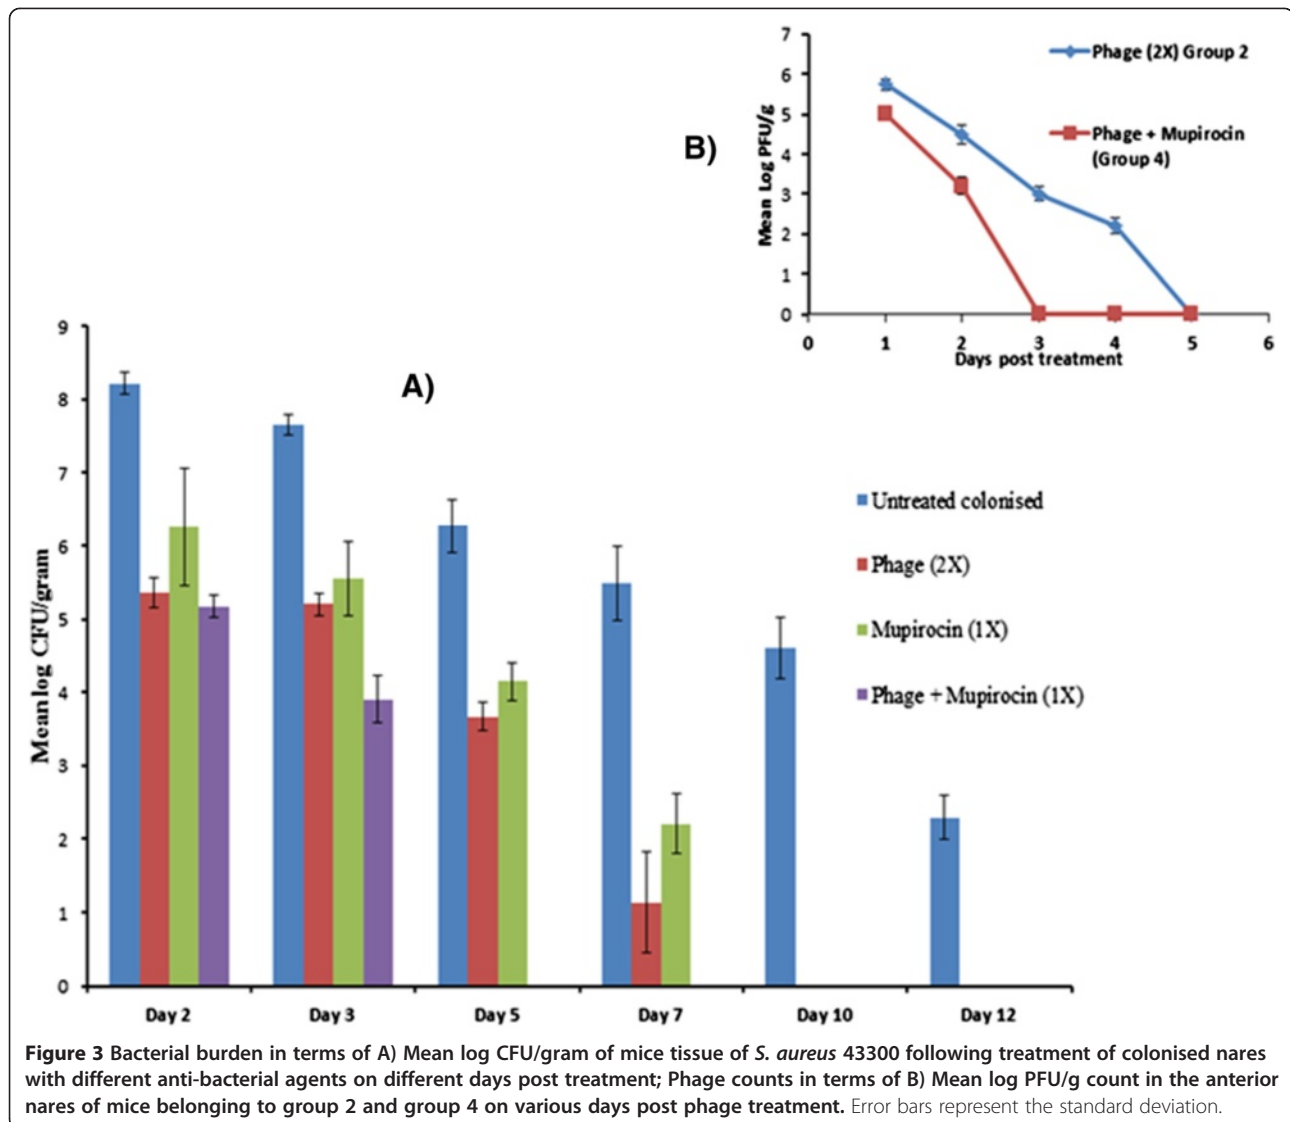 B)
Mean Log PFU/g
7
6
5
4
3
2
1
0
0 1 2 3 4 5 6
Days post treatment
Phage (2X) Group 2
Phage + Mupirocin
(Group 4)
A)
Mean log CFU/gram
9
8
7
6
5
4
3
2
1
0
Day 2 Day 3 Day 5 Day 7 Day 10 Day 12
Untreated colonised
Phage (2X)
Mupirocin (1X)
Phage + Mupirocin (1X)
Figure 3 Bacterial burden in terms of A) Mean log CFU/gram of mice tissue of S. aureus 43300 following treatment of colonised nares
with different anti-bacterial agents on different days post treatment; Phage counts in terms of B) Mean log PFU/g count in the anterior
nares of mice belonging to group 2 and group 4 on various days post phage treatment. Error bars represent the standard deviation.